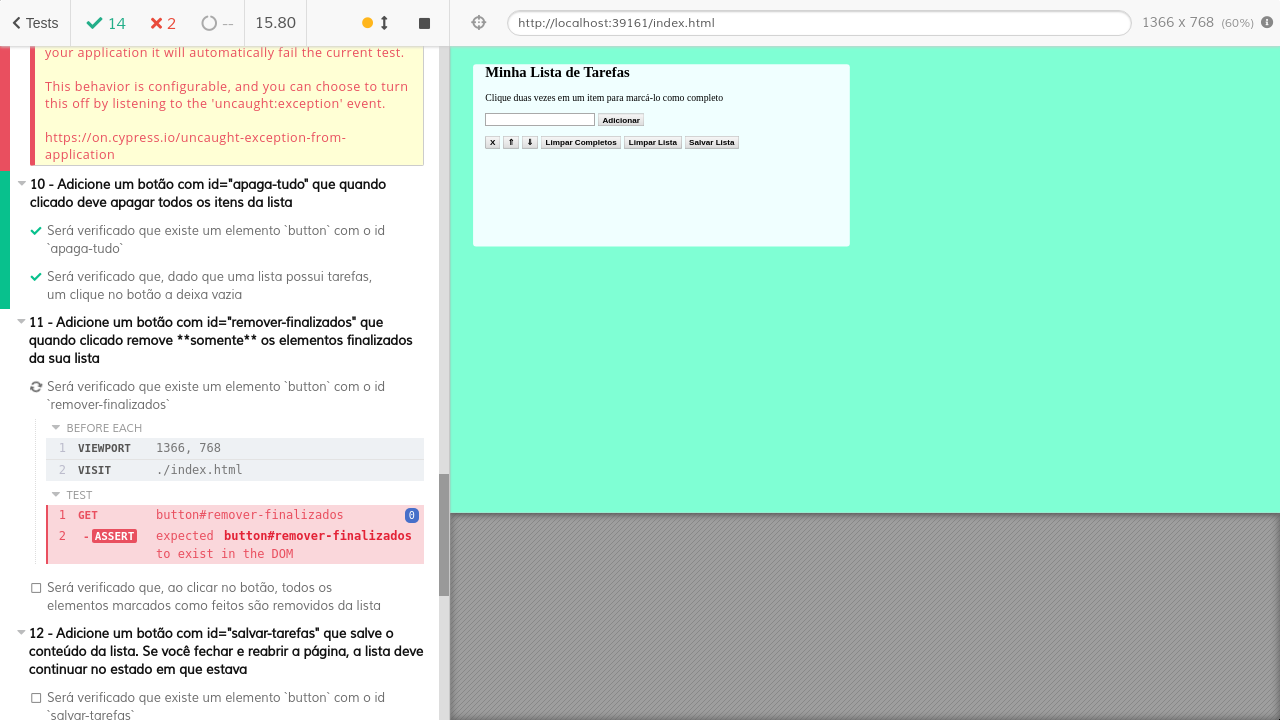 Tests
14
2
--
15.80
http://localhost:39161/index.html
1366 x 768 (60%)
your application it will automatically fail the current test.
This behavior is configurable, and you can choose to turn
this off by listening to the 'uncaught:exception' event.
https://on.cypress.io/uncaught-exception-from-
application
10 - Adicione um botão com id="apaga-tudo" que quando
clicado deve apagar todos os itens da lista
Será verificado que existe um elemento `button` com o id
`apaga-tudo`
Será verificado que, dado que uma lista possui tarefas,
um clique no botão a deixa vazia
11 - Adicione um botão com id="remover-finalizados" que
quando clicado remove **somente** os elementos finalizados
da sua lista
Será verificado que existe um elemento `button` com o id
`remover-finalizados`
BEFORE EACH
1 VIEWPORT 1366, 768
2 VISIT ./index.html
TEST
1 GET button#remover-finalizados 0
2 -ASSERT expected button#remover-finalizados
to exist in the DOM
Será verificado que, ao clicar no botão, todos os
elementos marcados como feitos são removidos da lista
12 - Adicione um botão com id="salvar-tarefas" que salve o
conteúdo da lista. Se você fechar e reabrir a página, a lista deve
continuar no estado em que estava
Será verificado que existe um elemento `button` com o id
`salvar-tarefas`
Minha Lista de Tarefas
Clique duas vezes em um item para marcá-lo como completo
Adicionar
X ⇑ ⇓ Limpar Completos Limpar Lista Salvar Lista